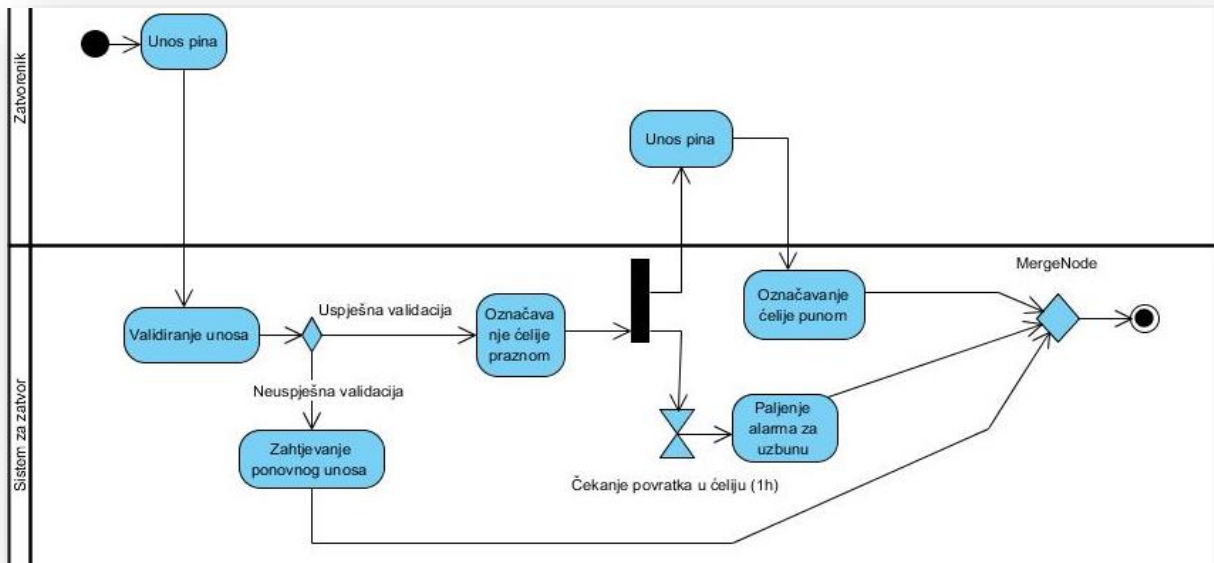 Zatvorenik
Unos pina
Unos pina
Sistem za zatvor
Validiranje unosa
Uspješna validacija
Neuspješna validacija
Zahtjevanje
ponovnog unosa
Označava
nje ćelije
praznom
Označavanje
ćelije punom
Paljenje
alarma za
uzbunu
Čekanje povratka u ćeliju (1h)
MergeNode